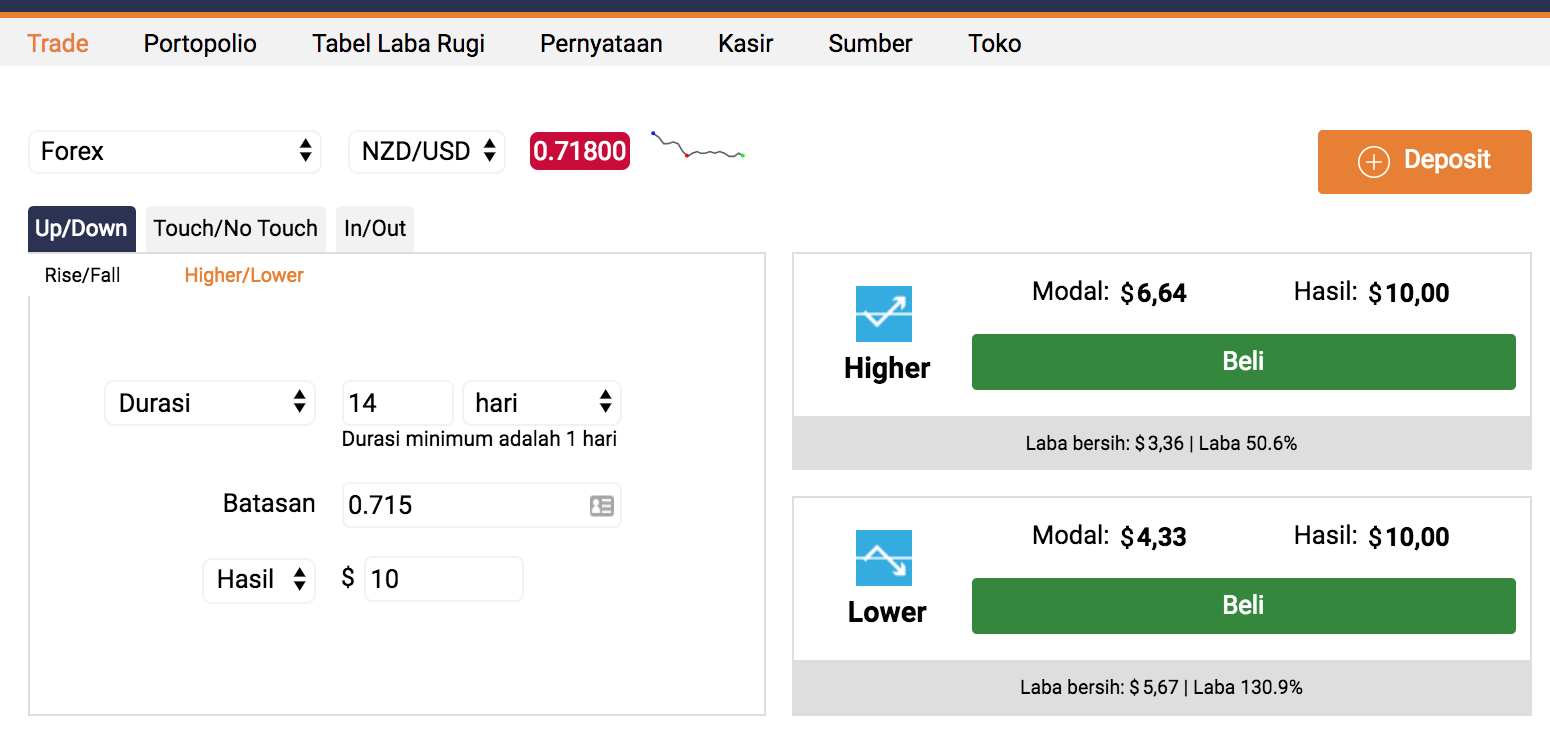 Trade Portopolio Tabel Laba Rugi Pernyataan Kasir Sumber Toko
Forex NZD/USD 0.71800
Deposit
Up/Down Touch/No Touch In/Out
Rise/Fall Higher/Lower
Durasi 14 hari
Durasi minimum adalah 1 hari
Batasan 0.715
Hasil $ 10
Modal: $6,64 Hasil: $10,00
Higher
Beli
Laba bersih: $3,36 | Laba 50.6%
Modal: $4,33 Hasil: $10,00
Lower
Beli
Laba bersih: $5,67 | Laba 130.9%